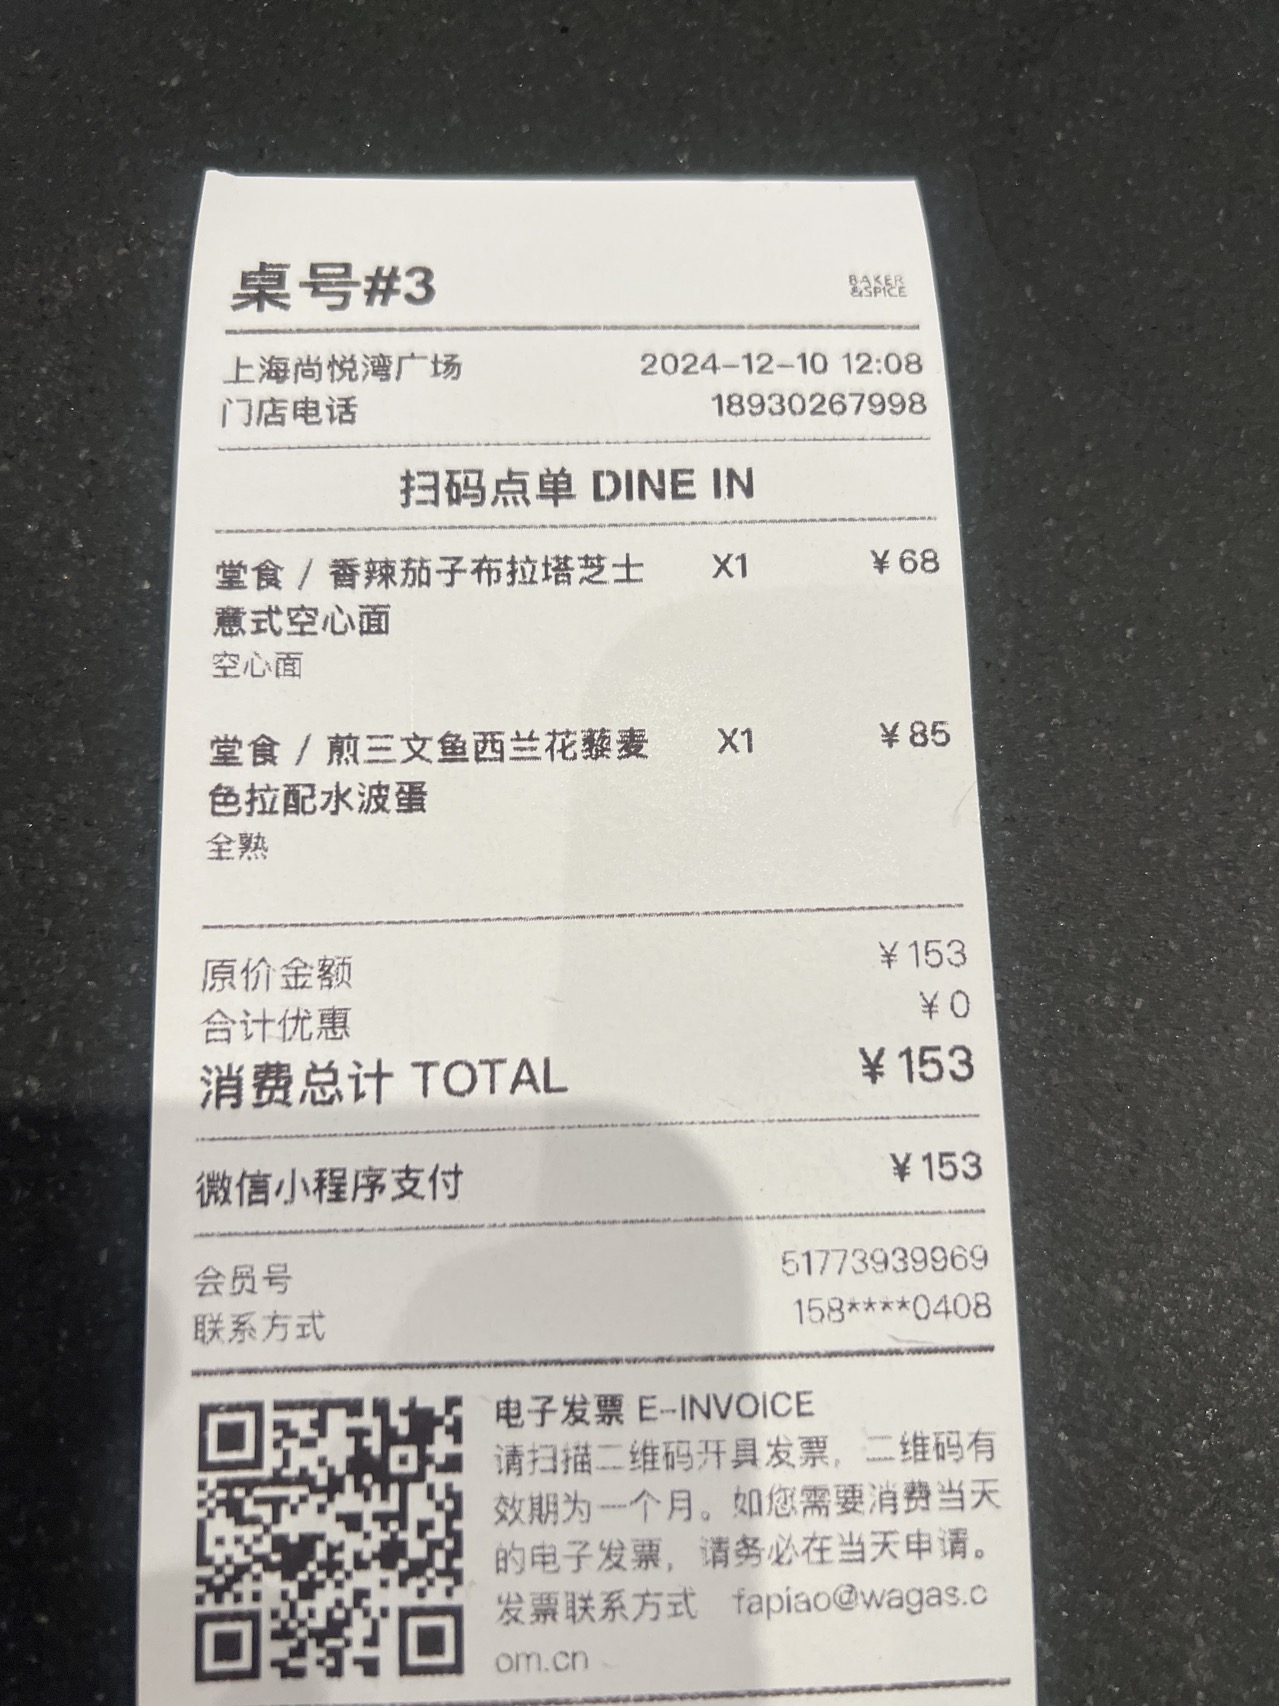 桌号#3
BAKER
&SPICE
上海尚悦湾广场 2024-12-10 12:08
门店电话 18930267998
扫码点单 DINE IN
堂食 / 香辣茄子布拉塔芝士 X1 ¥68
意式空心面
空心面
堂食 / 煎三文鱼西兰花藜麦 X1 ¥85
色拉配水波蛋
全熟
原价金额 ¥153
合计优惠 ¥0
消费总计 TOTAL ¥153
微信小程序支付 ¥153
会员号 51773939969
联系方式 158****0408
电子发票 E-INVOICE
请扫描二维码开具发票，二维码有
效期为一个月。如您需要消费当天
的电子发票，请务必在当天申请。
发票联系方式 fapiao@wagas.c
om.cn